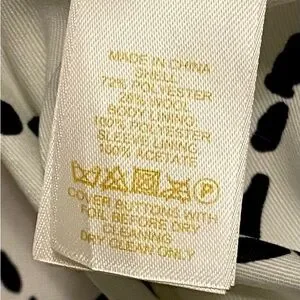 MADE IN CHINA
SHELL
72% POLYESTER
28% WOOL
BODY LINING
100% POLYESTER
SLEEVE LINING
100% ACETATE
P
COVER BUTTONS WITH
FOIL BEFORE DRY
CLEANING
DRY CLEAN ONLY